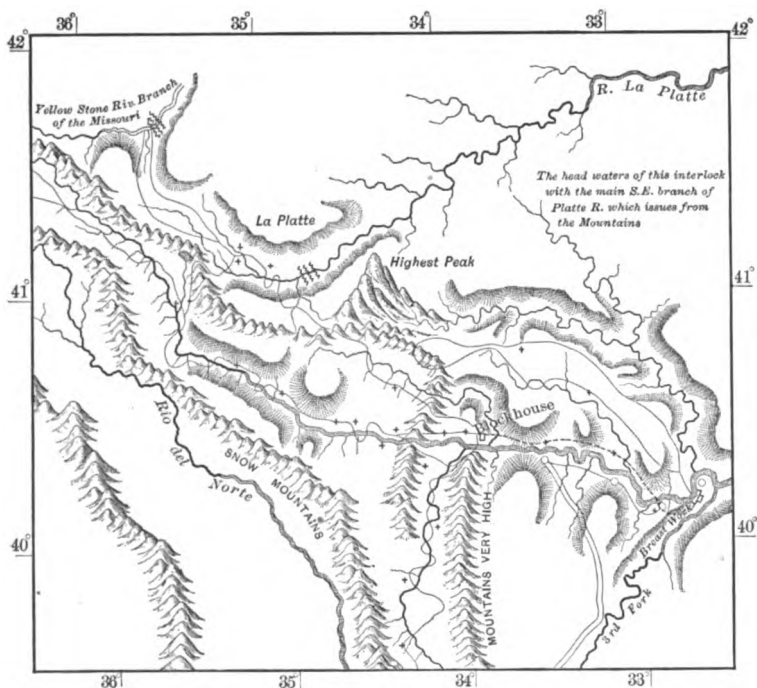 36° 35° 34° 33°
42° 42°
Yellow Stone Riv. Branch
of the Missouri
R. La Platte
The head waters of this interlock
with the main S.E. branch of
Platte R. which issues from
the Mountains
La Platte
Highest Peak
41° 41°
Blockhouse
Rio
del
Norte
SNOW MOUNTAINS
MOUNTAINS VERY HIGH
Breast Work
3rd Fork
40° 40°
36° 35° 34° 33°